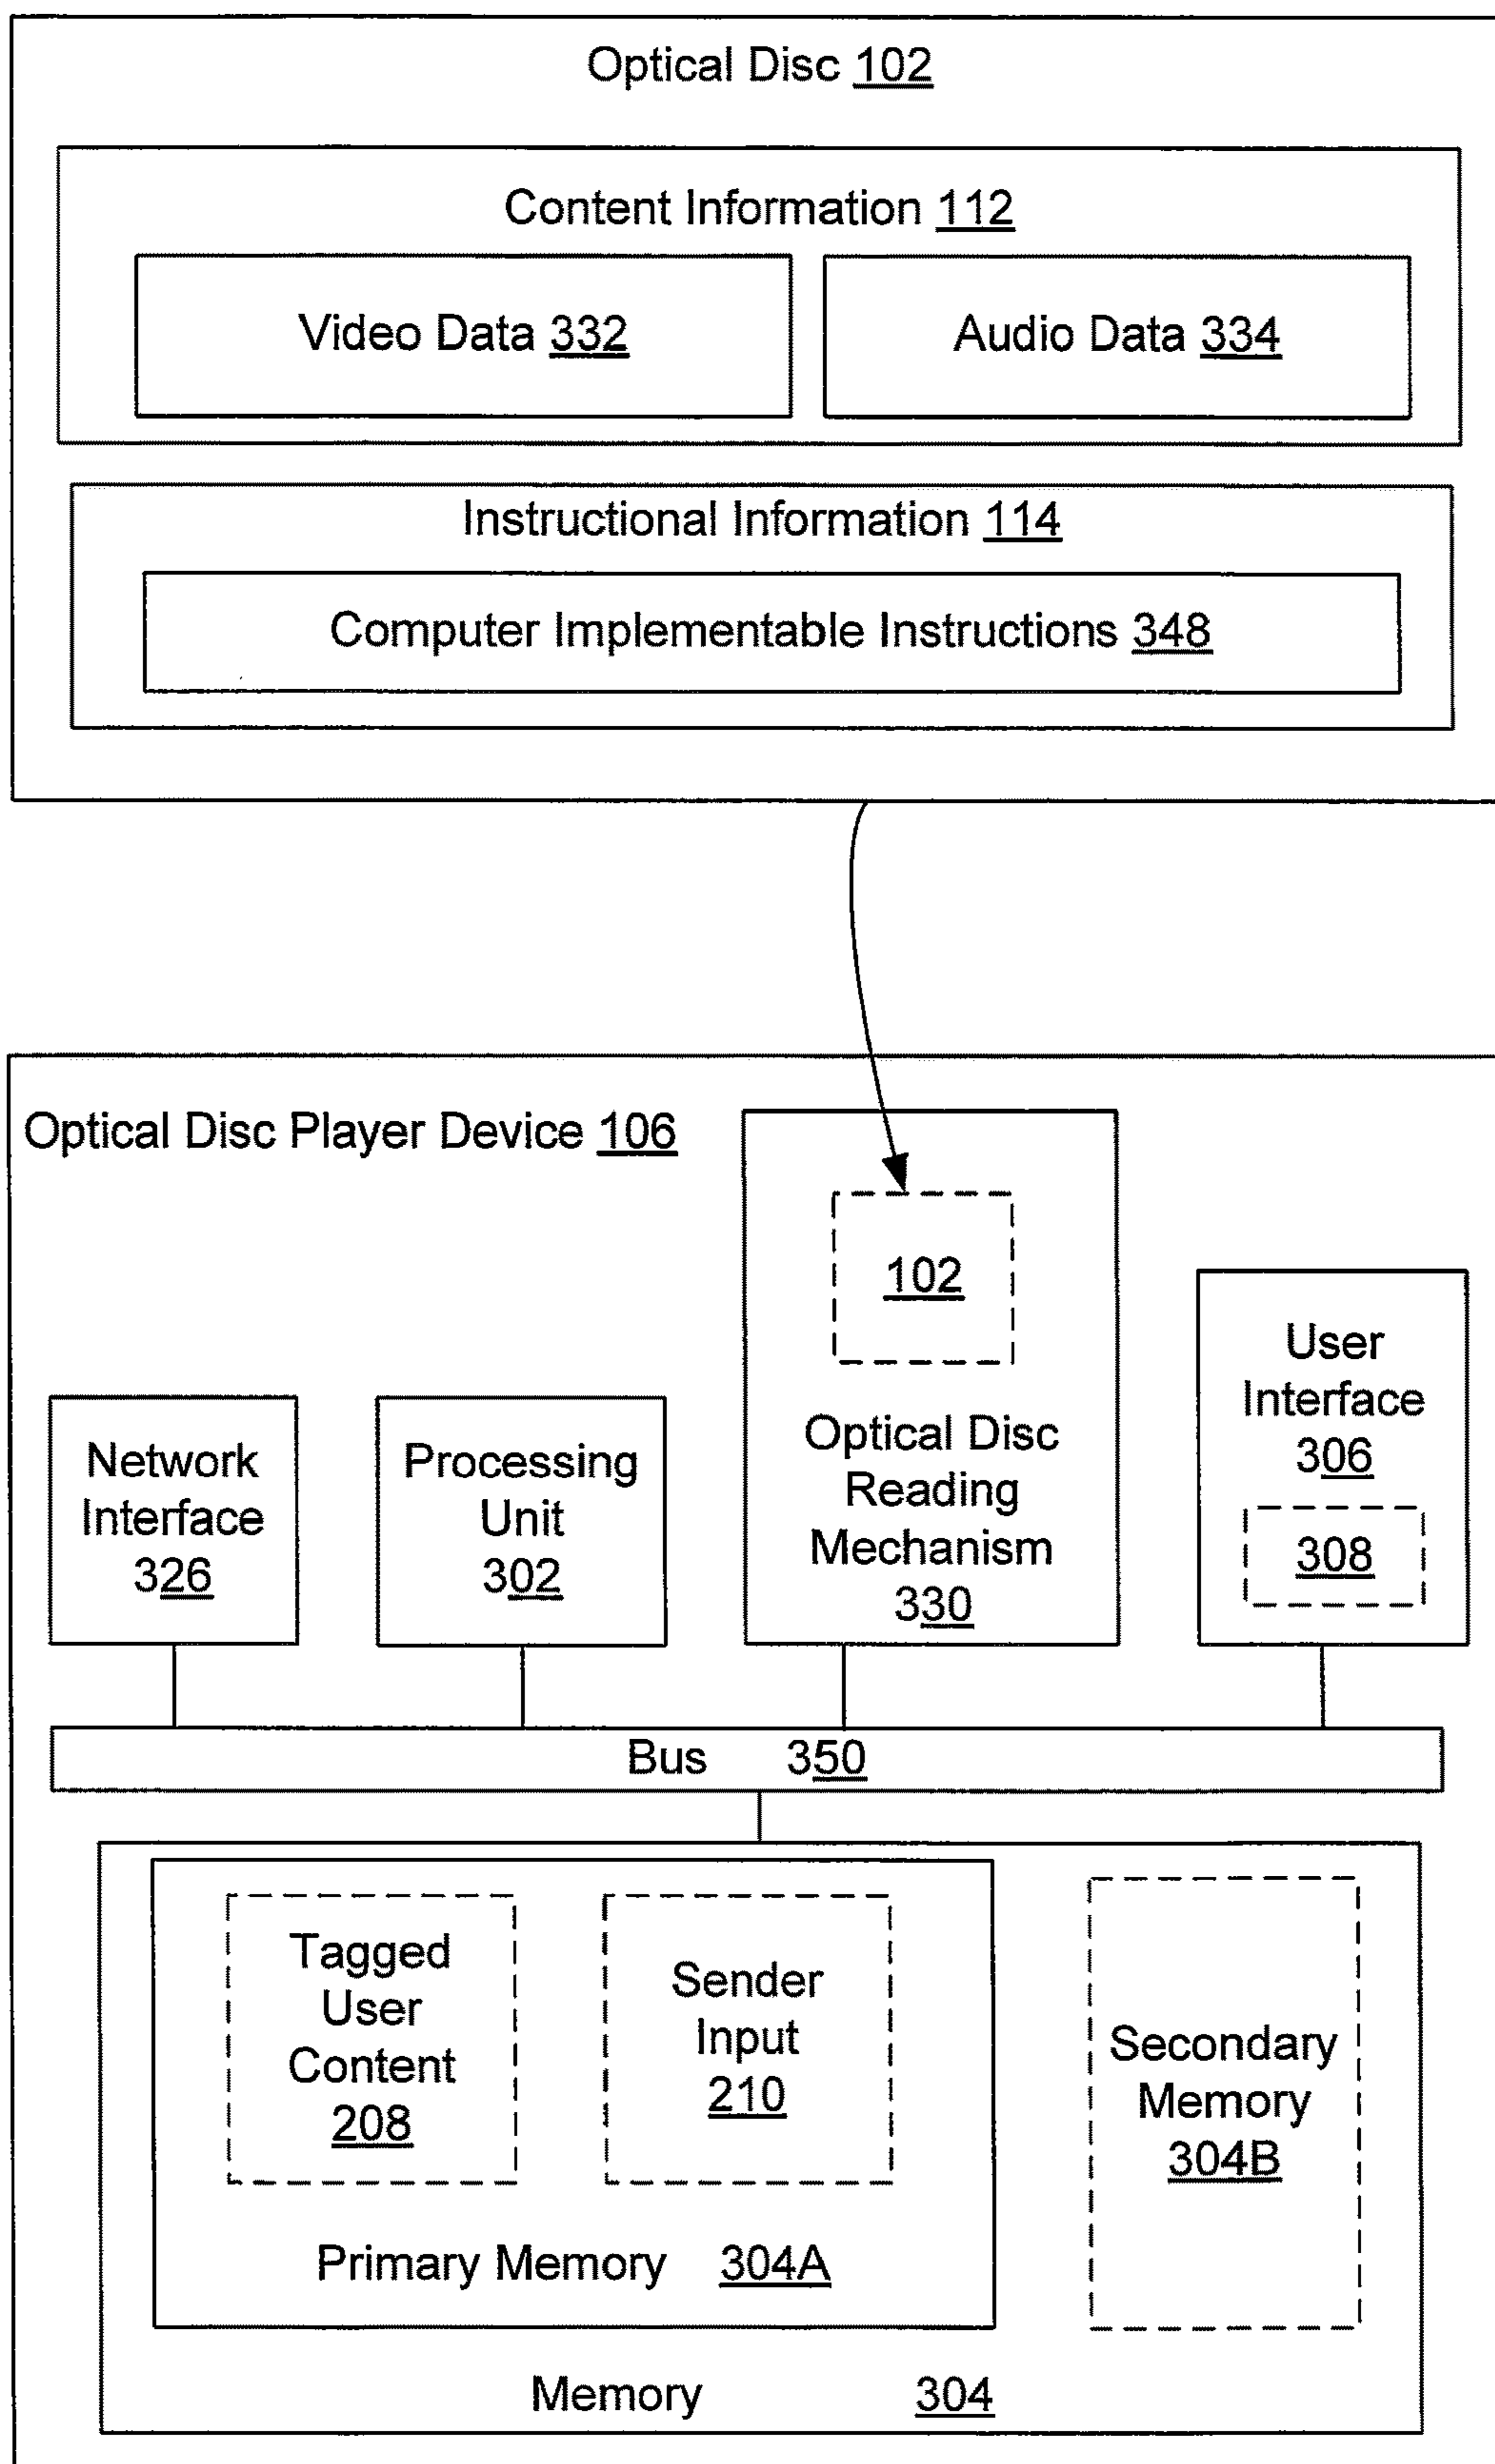 Optical Disc 102
Content Information 112
Video Data 332
Audio Data 334
Instructional Information 114
Computer Implementable Instructions 348
Optical Disc Player Device 106
102
Optical Disc
Reading
Mechanism
330
User
Interface
306
308
Network
Interface
326
Processing
Unit
302
Bus 350
Tagged
User
Content
208
Sender
Input
210
Secondary
Memory
304B
Primary Memory 304A
Memory 304